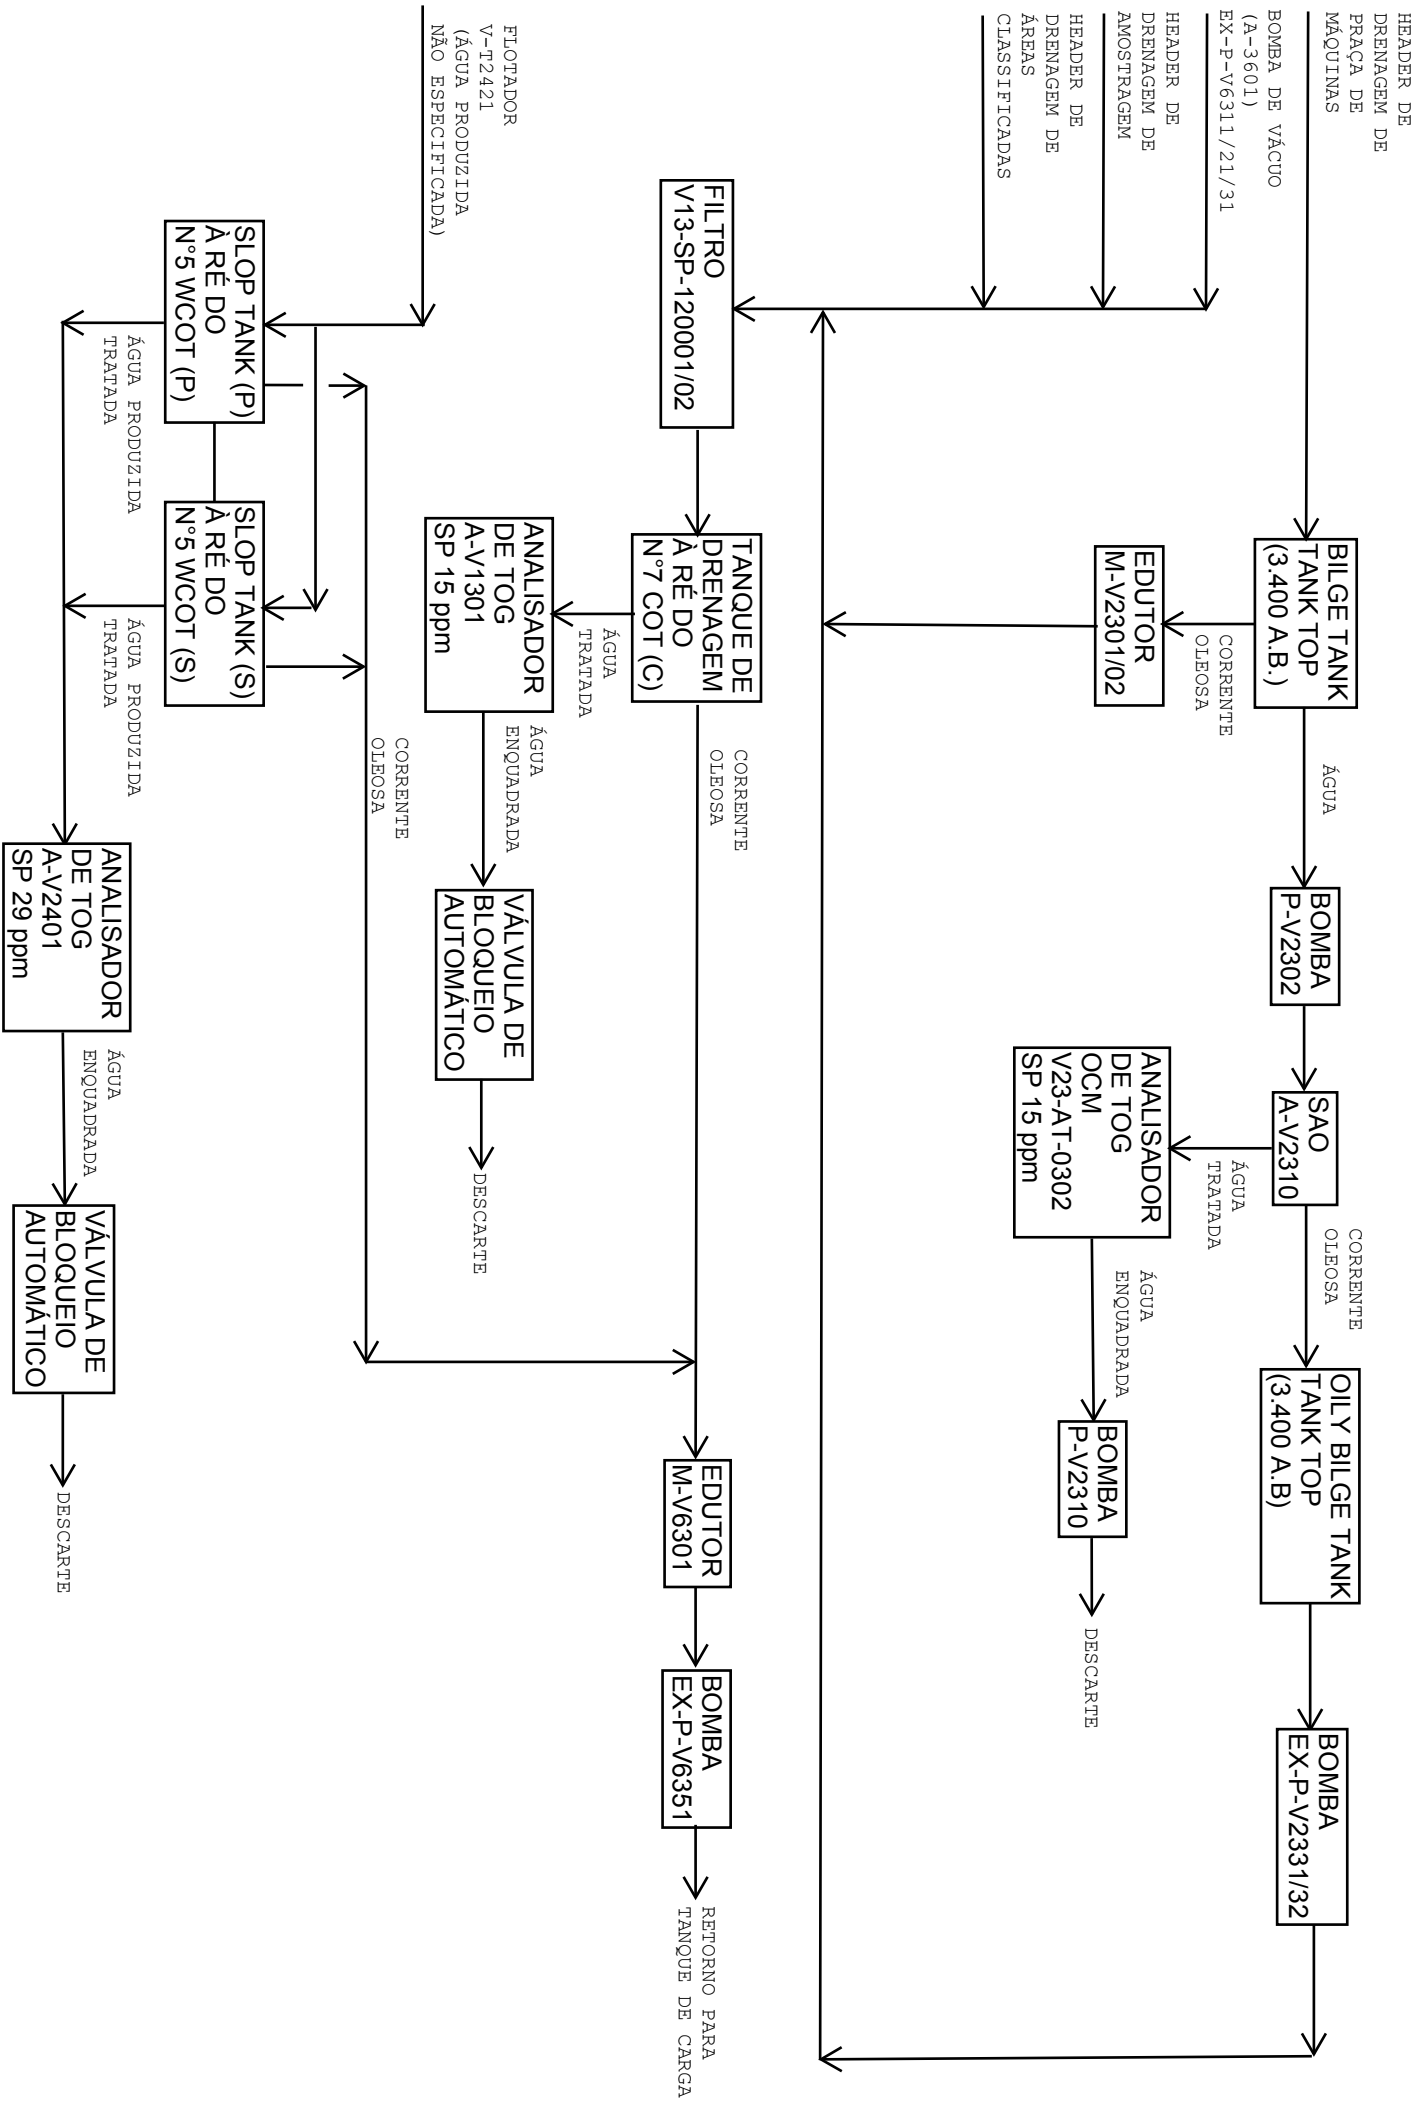 HEADER DE
DRENAGEM DE
PRAÇA DE
MÁQUINAS
BILGE TANK
TANK TOP
(3.400 A.B.)
ÁGUA
BOMBA
P-V2302
SAO
A-V2310
CORRENTE
OLEOSA
OILY BILGE TANK
TANK TOP
(3.400 A.B)
BOMBA
EX-P-V2331/32
BOMBA DE VÁCUO
(A-3601)
EX-P-V6311/21/31
CORRENTE
OLEOSA
ÁGUA
TRATADA
HEADER DE
DRENAGEM DE
AMOSTRAGEM
EDUTOR
M-V2301/02
ANALISADOR
DE TOG
OCM
V23-AT-0302
SP 15 ppm
ÁGUA
ENQUADRADA
BOMBA
P-V2310
DESCARTE
HEADER DE
DRENAGEM DE
ÁREAS
CLASSIFICADAS
FILTRO
V13-SP-120001/02
TANQUE DE
DRENAGEM
À RÉ DO
N°7 COT (C)
CORRENTE
OLEOSA
EDUTOR
M-V6301
BOMBA
EX-P-V6351
RETORNO PARA
TANQUE DE CARGA
ÁGUA
TRATADA
ANALISADOR
DE TOG
A-V1301
SP 15 ppm
ÁGUA
ENQUADRADA
VÁLVULA DE
BLOQUEIO
AUTOMÁTICO
DESCARTE
FLOTADOR
V-T2421
(ÁGUA PRODUZIDA
NÃO ESPECIFICADA)
CORRENTE
OLEOSA
SLOP TANK (P)
À RÉ DO
N°5 WCOT (P)
SLOP TANK (S)
À RÉ DO
N°5 WCOT (S)
ÁGUA PRODUZIDA
TRATADA
ÁGUA PRODUZIDA
TRATADA
ANALISADOR
DE TOG
A-V2401
SP 29 ppm
ÁGUA
ENQUADRADA
VÁLVULA DE
BLOQUEIO
AUTOMÁTICO
DESCARTE